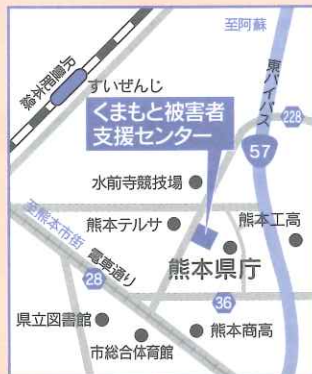 至阿蘇
東バイパス
JR豊肥本線
すいぜんじ
くまもと被害者
支援センター
228
57
水前寺競技場
至熊本市街
熊本テルサ
熊本工高
電車通り
熊本県庁
28
36
県立図書館
熊本商高
市総合体育館